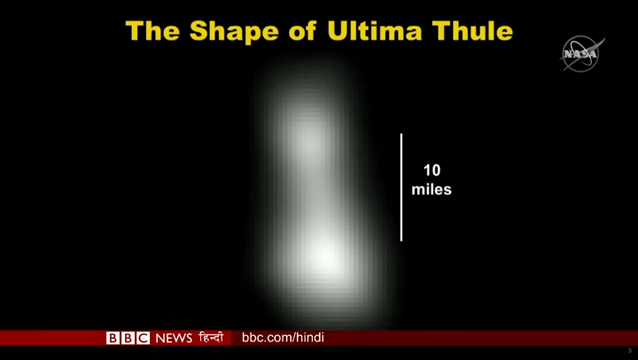 The Shape of Ultima Thule
NASA
10
miles
BBC NEWS हिन्दी bbc.com/hindi